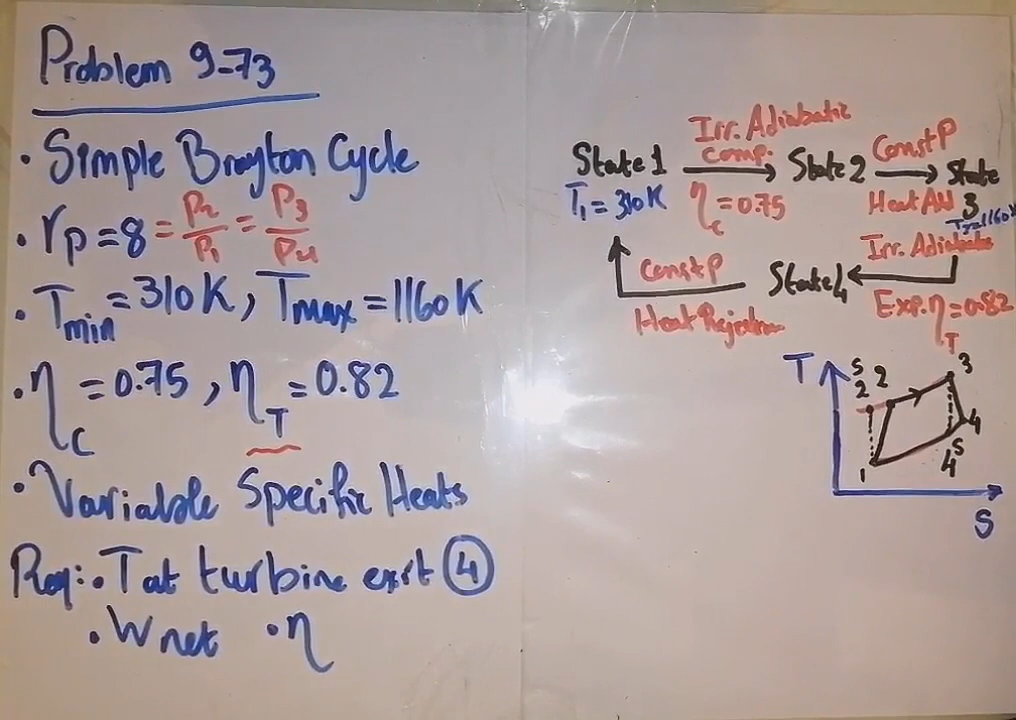 Problem 9-73
• Simple Brayton Cycle
• rp = 8 = P2/P1 = P3/P4
• Tmin = 310 K, Tmax = 1160 K
• ηC = 0.75, ηT = 0.82
• Variable Specific Heats
Req: • T at turbine exit ④
• Wnet • η
Irr. Adiabatic
Comp.
Const P
State 1 → State 2 → State
T1 = 310 K
ηc = 0.75
Heat Add
3
T3=1160K
Irr. Adiabatic
Const P
State 4
Exp. ηT = 0.82
Heat Rejection
T
2s 2 3
4
1 4s
S